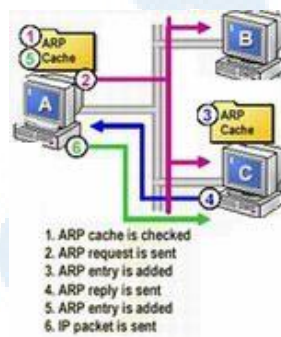 1 ARP
5 Cache
2
B
A
3 ARP
Cache
6
C
4
1. ARP cache is checked
2. ARP request is sent
3. ARP entry is added
4. ARP reply is sent
5. ARP entry is added
6. IP packet is sent